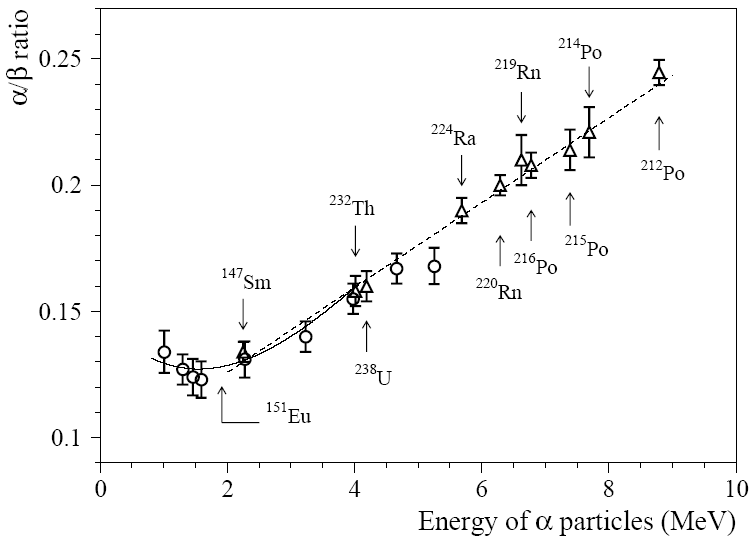 α/β ratio
0.25
0.2
0.15
0.1
²¹⁴Po
²¹⁹Rn
²²⁴Ra
²³²Th
¹⁴⁷Sm
²¹²Po
²¹⁵Po
²¹⁶Po
²²⁰Rn
²³⁸U
¹⁵¹Eu
0 2 4 6 8 10
Energy of α particles (MeV)